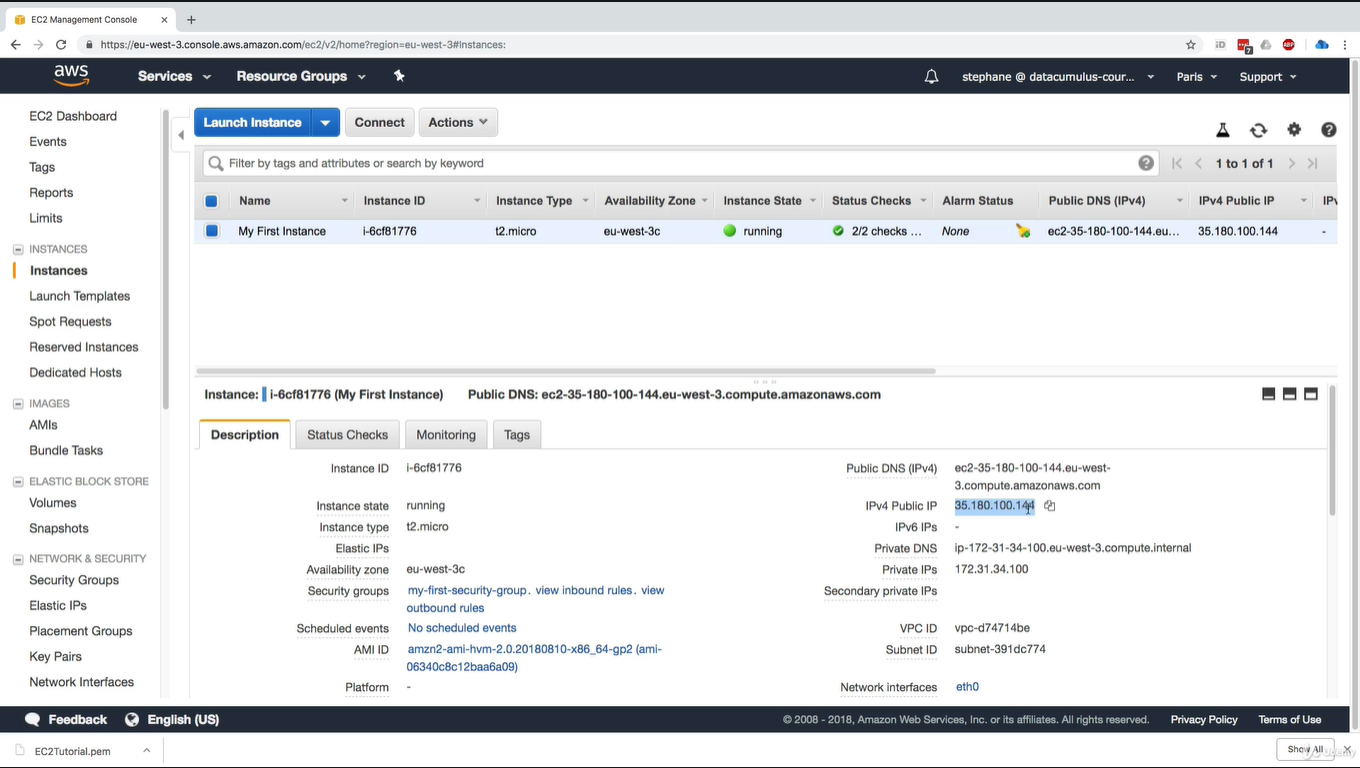 EC2 Management Console
https://eu-west-3.console.aws.amazon.com/ec2/v2/home?region=eu-west-3#Instances:
iD
7
ABP
aws
Services
Resource Groups
stephane @ datacumulus-cour...
Paris
Support
EC2 Dashboard
Events
Tags
Reports
Limits
INSTANCES
Instances
Launch Templates
Spot Requests
Reserved Instances
Dedicated Hosts
IMAGES
AMIs
Bundle Tasks
ELASTIC BLOCK STORE
Volumes
Snapshots
NETWORK & SECURITY
Security Groups
Elastic IPs
Placement Groups
Key Pairs
Network Interfaces
Launch Instance
Connect
Actions
Filter by tags and attributes or search by keyword
1 to 1 of 1
Name Instance ID Instance Type Availability Zone Instance State Status Checks Alarm Status Public DNS (IPv4) IPv4 Public IP IPv
My First Instance i-6cf81776 t2.micro eu-west-3c running 2/2 checks ... None ec2-35-180-100-144.eu... 35.180.100.144 -
Instance: i-6cf81776 (My First Instance) Public DNS: ec2-35-180-100-144.eu-west-3.compute.amazonaws.com
Description Status Checks Monitoring Tags
Instance ID i-6cf81776
Instance state running
Instance type t2.micro
Elastic IPs
Availability zone eu-west-3c
Security groups my-first-security-group. view inbound rules. view
outbound rules
Scheduled events No scheduled events
AMI ID amzn2-ami-hvm-2.0.20180810-x86_64-gp2 (ami-
06340c8c12baa6a09)
Platform -
Public DNS (IPv4) ec2-35-180-100-144.eu-west-
3.compute.amazonaws.com
IPv4 Public IP 35.180.100.144
IPv6 IPs -
Private DNS ip-172-31-34-100.eu-west-3.compute.internal
Private IPs 172.31.34.100
Secondary private IPs
VPC ID vpc-d74714be
Subnet ID subnet-391dc774
Network interfaces eth0
Feedback
English (US)
© 2008 - 2018, Amazon Web Services, Inc. or its affiliates. All rights reserved.
Privacy Policy
Terms of Use
EC2Tutorial.pem
Show All
Udemy